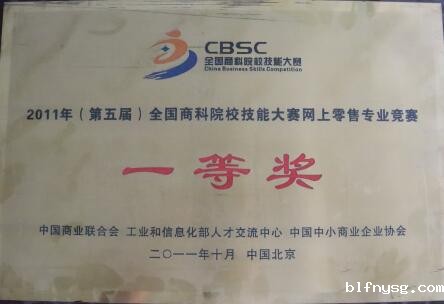 CBSC
全国商科院校技能大赛
China Business Skills Competition
2011年（第五届）全国商科院校技能大赛网上零售专业竞赛
一等奖
中国商业联合会 工业和信息化部人才交流中心 中国中小商业企业协会
二〇一一年十月 中国北京
blfnysg.com